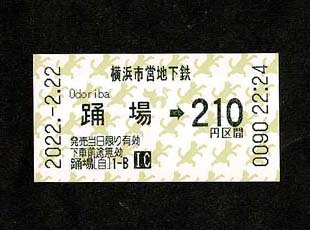 横浜市営地下鉄
2022.-2.22
Odoriba
踊場➡210
円区間
発売当日限り有効
下車前途無効
踊場[自]1-B IC
0090 22:24